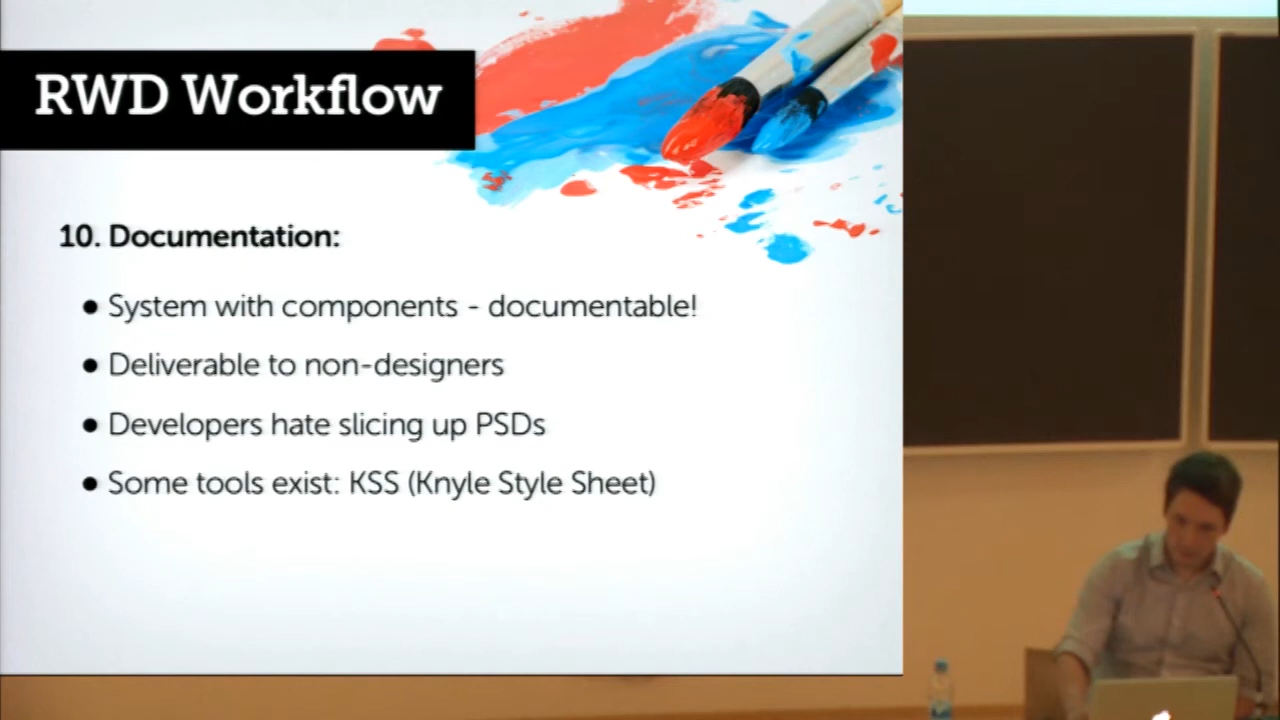 RWD Workflow
10. Documentation:
● System with components - documentable!
● Deliverable to non-designers
● Developers hate slicing up PSDs
● Some tools exist: KSS (Knyle Style Sheet)